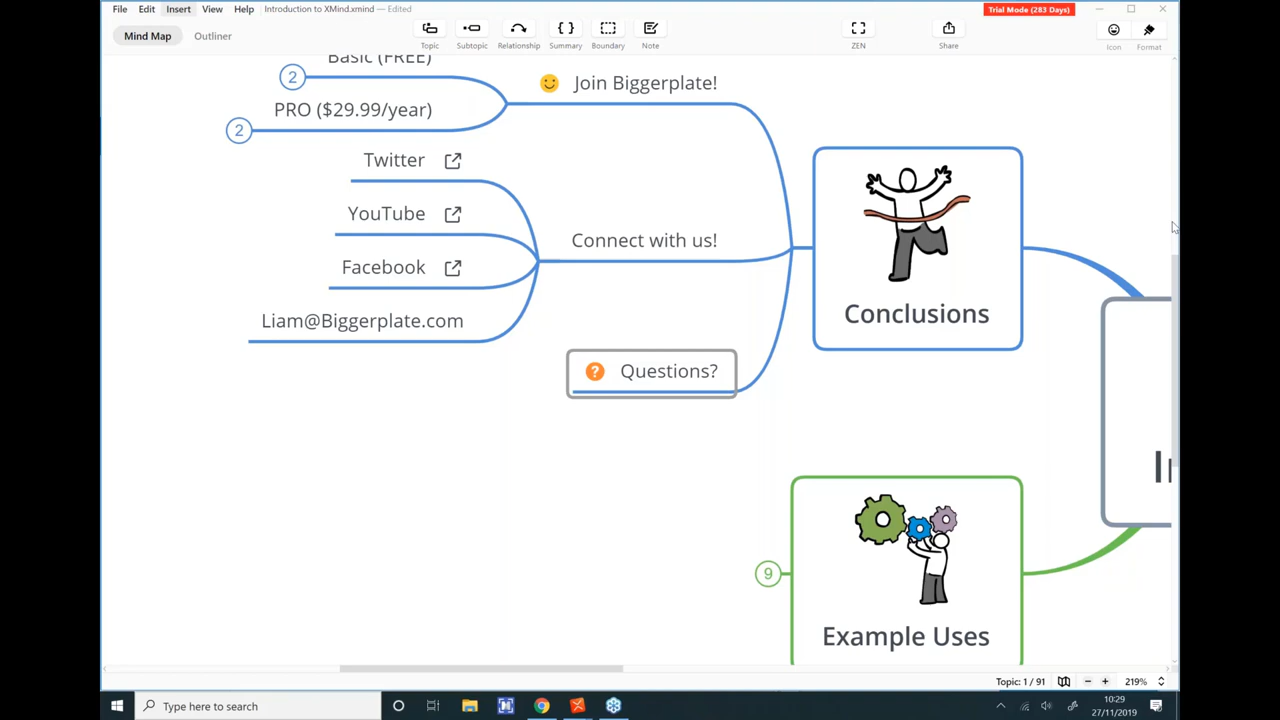 File Edit Insert View Help Introduction to XMind.xmind — Edited Trial Mode (283 Days)
Mind Map Outliner
Topic Subtopic Relationship Summary Boundary Note ZEN Share Icon Format
Basic (FREE)
2
PRO ($29.99/year)
2
Join Biggerplate!
Twitter
YouTube
Facebook
Liam@Biggerplate.com
Connect with us!
? Questions?
Conclusions
9
Example Uses
Topic: 1 / 91 219%
Type here to search
10:29
27/11/2019